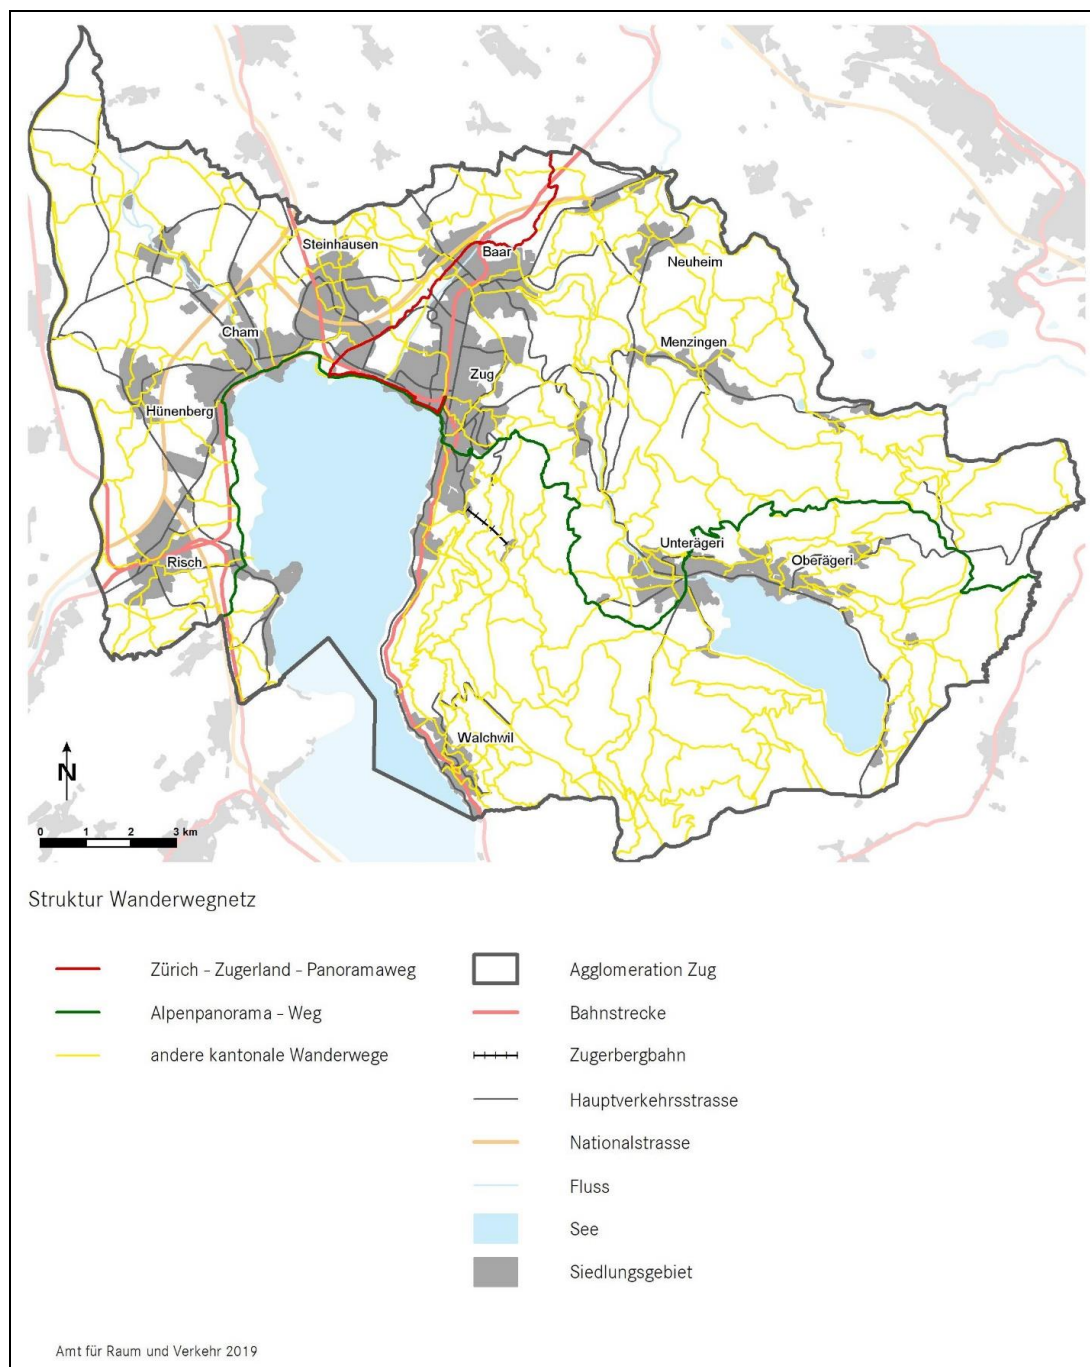 Steinhausen
Baar
Neuheim
Cham
Menzingen
Zug
Hünenberg
Unterägeri
Oberägeri
Risch
Walchwil
N
0 1 2 3 km
Struktur Wanderwegnetz
Zürich - Zugerland - Panoramaweg
Alpenpanorama - Weg
andere kantonale Wanderwege
Agglomeration Zug
Bahnstrecke
Zugerbergbahn
Hauptverkehrsstrasse
Nationalstrasse
Fluss
See
Siedlungsgebiet
Amt für Raum und Verkehr 2019